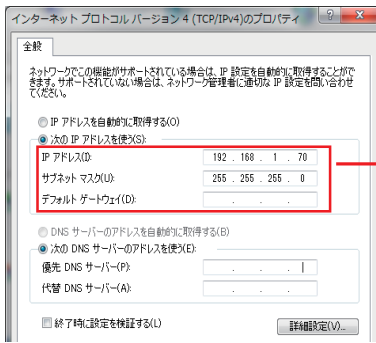 インターネット プロトコル バージョン 4 (TCP/IPv4)のプロパティ
全般
ネットワークでこの機能がサポートされている場合は、IP 設定を自動的に取得することがで
きます。サポートされていない場合は、ネットワーク管理者に適切な IP 設定を問い合わせ
てください。
IP アドレスを自動的に取得する(O)
次の IP アドレスを使う(S):
IP アドレス(I): 192 . 168 . 1 . 70
サブネット マスク(U): 255 . 255 . 255 . 0
デフォルト ゲートウェイ(D): . . .
DNS サーバーのアドレスを自動的に取得する(B)
次の DNS サーバーのアドレスを使う(E):
優先 DNS サーバー(P): . . .
代替 DNS サーバー(A): . . .
終了時に設定を検証する(L)
詳細設定(V)...